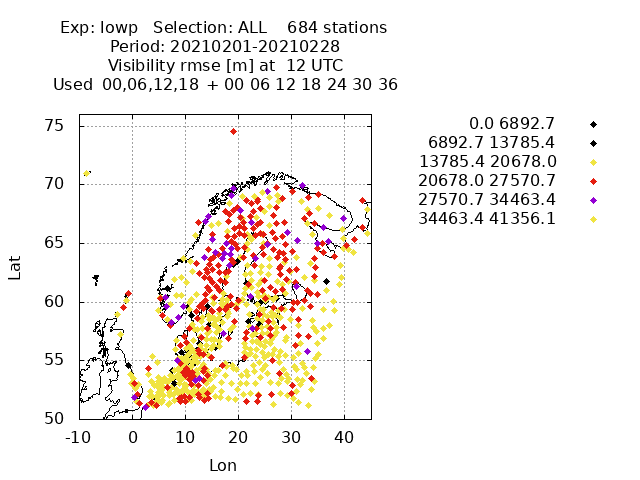 Exp: lowp   Selection: ALL    684 stations
Period: 20210201-20210228
Visibility rmse [m] at  12 UTC
Used  00,06,12,18  + 00 06 12 18 24 30 36
0.0 6892.7
6892.7 13785.4
13785.4 20678.0
20678.0 27570.7
27570.7 34463.4
34463.4 41356.1
75
70
65
60
55
50
Lat
-10 0 10 20 30 40
Lon